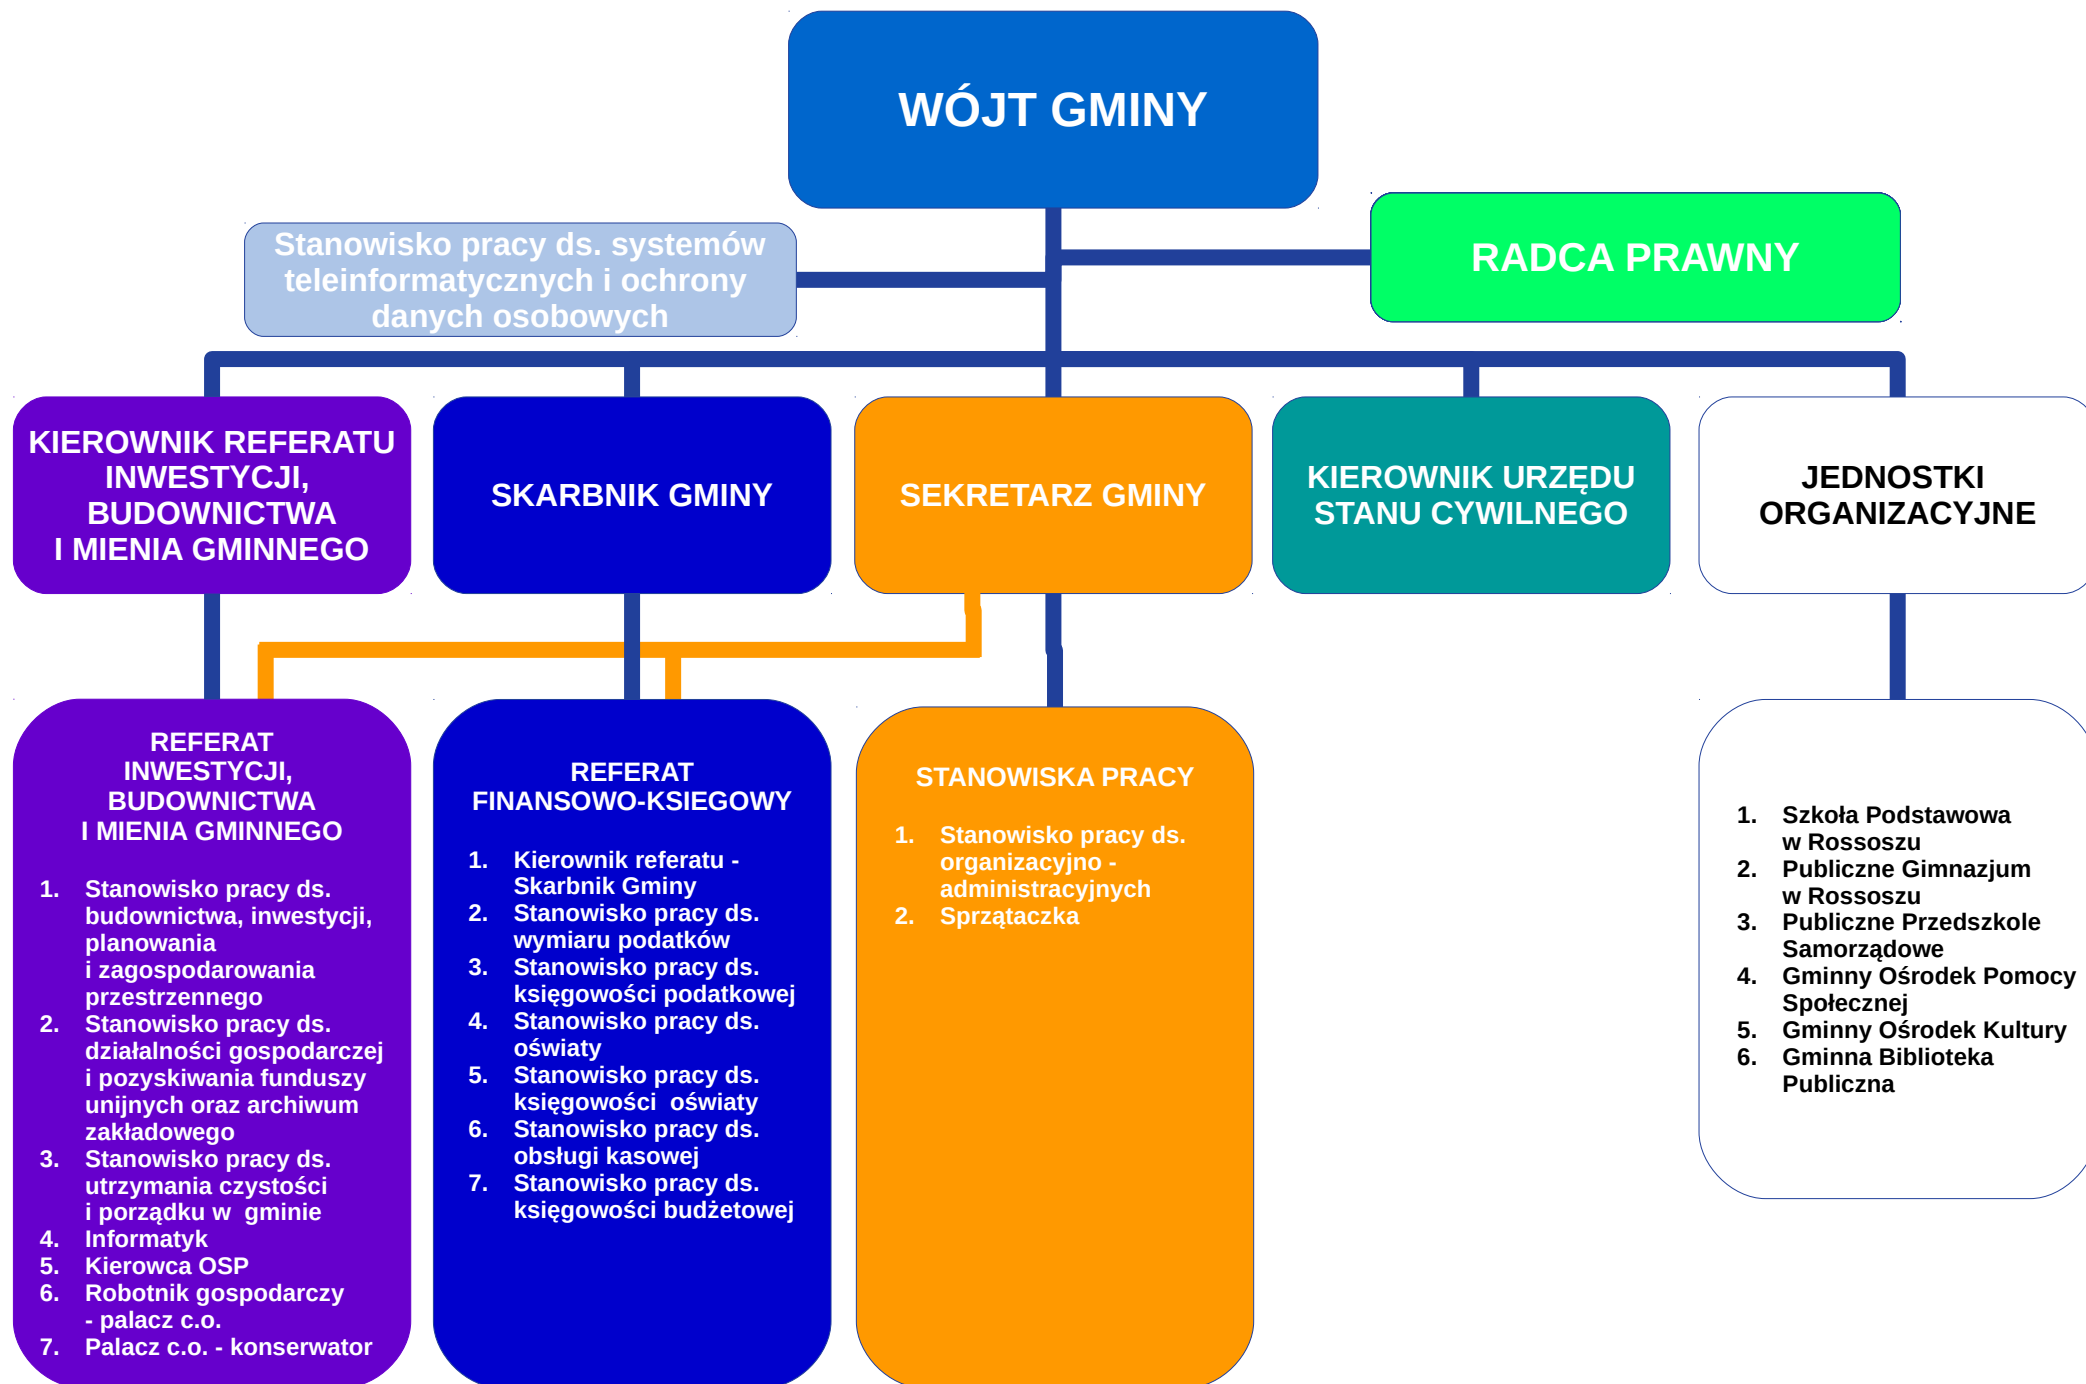 WÓJT GMINY
Stanowisko pracy ds. systemów
teleinformatycznych i ochrony
danych osobowych
RADCA PRAWNY
KIEROWNIK REFERATU
INWESTYCJI,
BUDOWNICTWA
I MIENIA GMINNEGO
SKARBNIK GMINY
SEKRETARZ GMINY
KIEROWNIK URZĘDU
STANU CYWILNEGO
JEDNOSTKI
ORGANIZACYJNE
REFERAT
INWESTYCJI,
BUDOWNICTWA
I MIENIA GMINNEGO
1. Stanowisko pracy ds.
budownictwa, inwestycji,
planowania
i zagospodarowania
przestrzennego
2. Stanowisko pracy ds.
działalności gospodarczej
i pozyskiwania funduszy
unijnych oraz archiwum
zakładowego
3. Stanowisko pracy ds.
utrzymania czystości
i porządku w  gminie
4. Informatyk
5. Kierowca OSP
6. Robotnik gospodarczy
- palacz c.o.
7. Palacz c.o. - konserwator
REFERAT
FINANSOWO-KSIEGOWY
1. Kierownik referatu -
Skarbnik Gminy
2. Stanowisko pracy ds.
wymiaru podatków
3. Stanowisko pracy ds.
księgowości podatkowej
4. Stanowisko pracy ds.
oświaty
5. Stanowisko pracy ds.
księgowości  oświaty
6. Stanowisko pracy ds.
obsługi kasowej
7. Stanowisko pracy ds.
księgowości budżetowej
STANOWISKA PRACY
1. Stanowisko pracy ds.
organizacyjno -
administracyjnych
2. Sprzątaczka
1. Szkoła Podstawowa
w Rossoszu
2. Publiczne Gimnazjum
w Rossoszu
3. Publiczne Przedszkole
Samorządowe
4. Gminny Ośrodek Pomocy
Społecznej
5. Gminny Ośrodek Kultury
6. Gminna Biblioteka
Publiczna